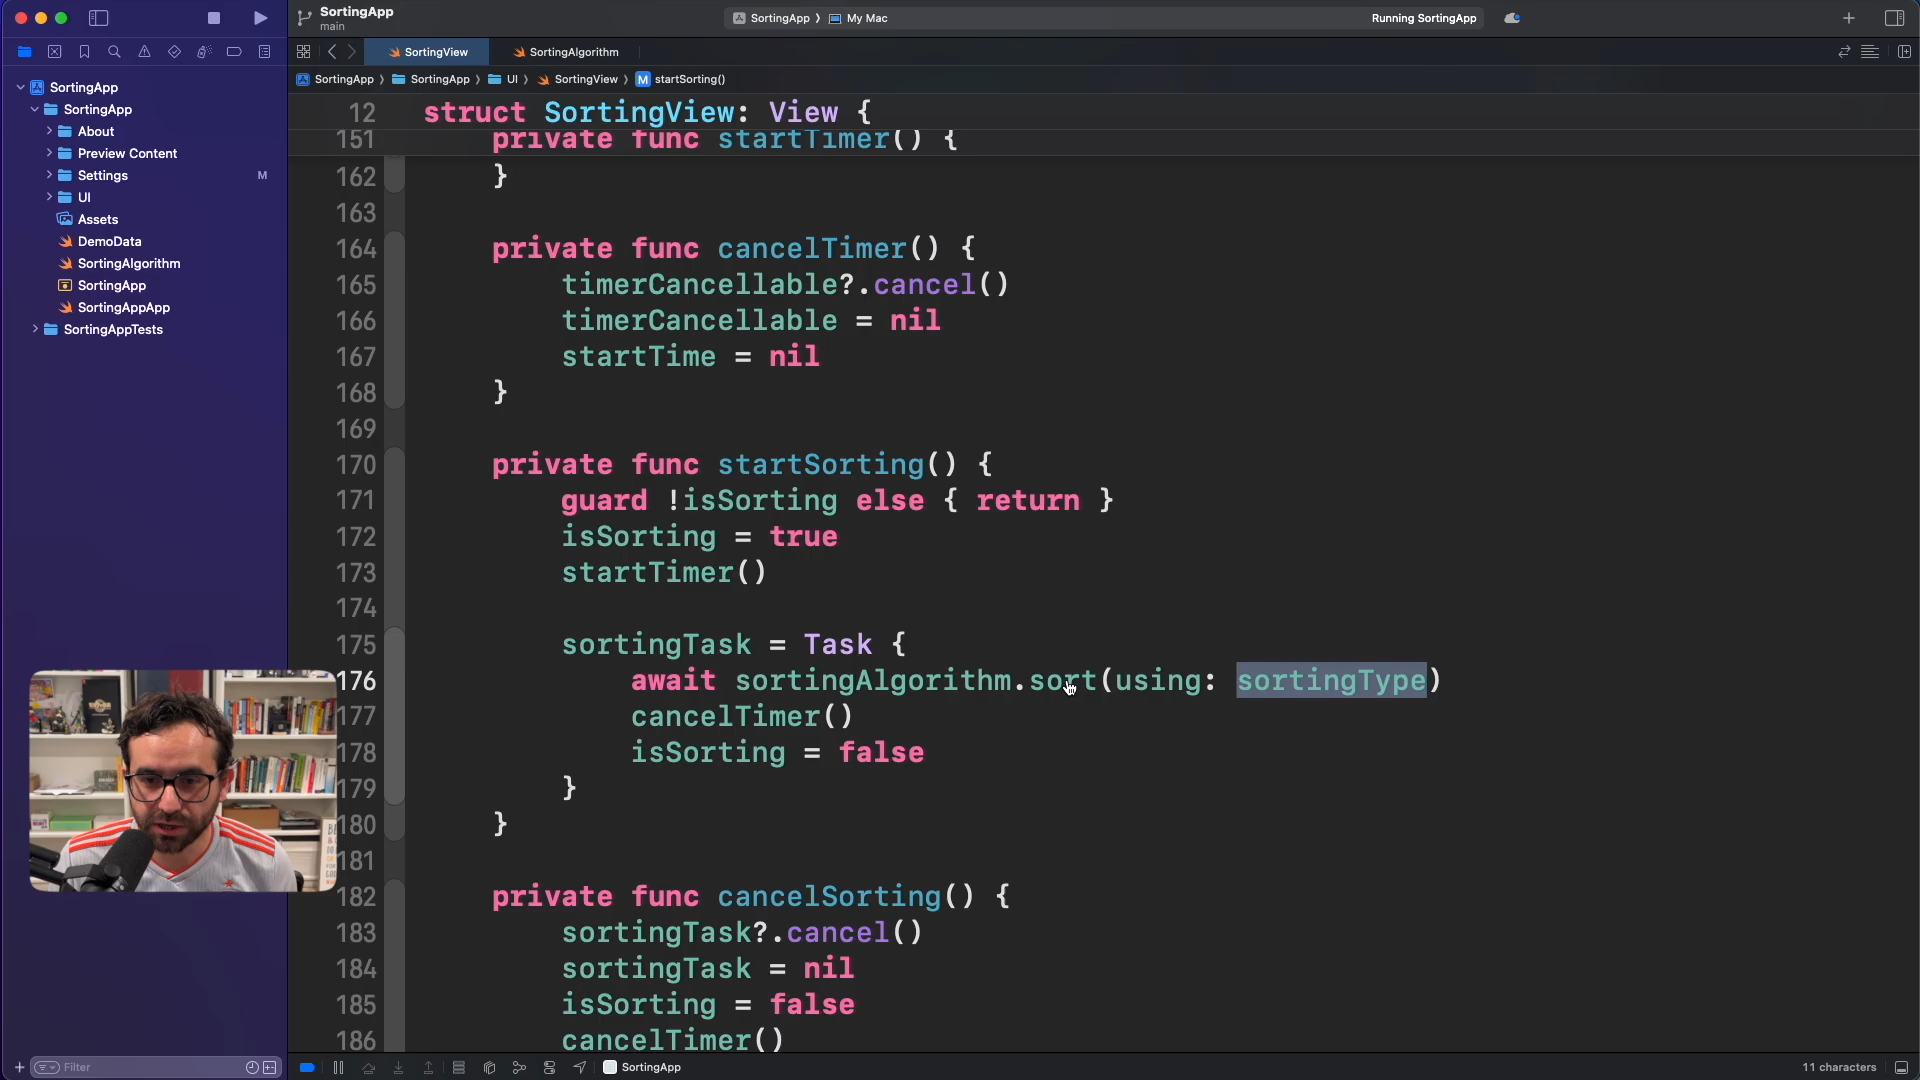 SortingApp
main
SortingApp
My Mac
Running SortingApp
SortingView
SortingAlgorithm
SortingApp
SortingApp
UI
SortingView
M
startSorting()
SortingApp
SortingApp
About
Preview Content
Settings
M
UI
Assets
DemoData
SortingAlgorithm
SortingApp
SortingAppApp
SortingAppTests
12 struct SortingView: View {
151 private func startTimer() {
162 }
163
164 private func cancelTimer() {
165 timerCancellable?.cancel()
166 timerCancellable = nil
167 startTime = nil
168 }
169
170 private func startSorting() {
171 guard !isSorting else { return }
172 isSorting = true
173 startTimer()
174
175 sortingTask = Task {
176 await sortingAlgorithm.sort(using: sortingType)
177 cancelTimer()
178 isSorting = false
179 }
180 }
181
182 private func cancelSorting() {
183 sortingTask?.cancel()
184 sortingTask = nil
185 isSorting = false
186 cancelTimer()
Filter
SortingApp
11 characters